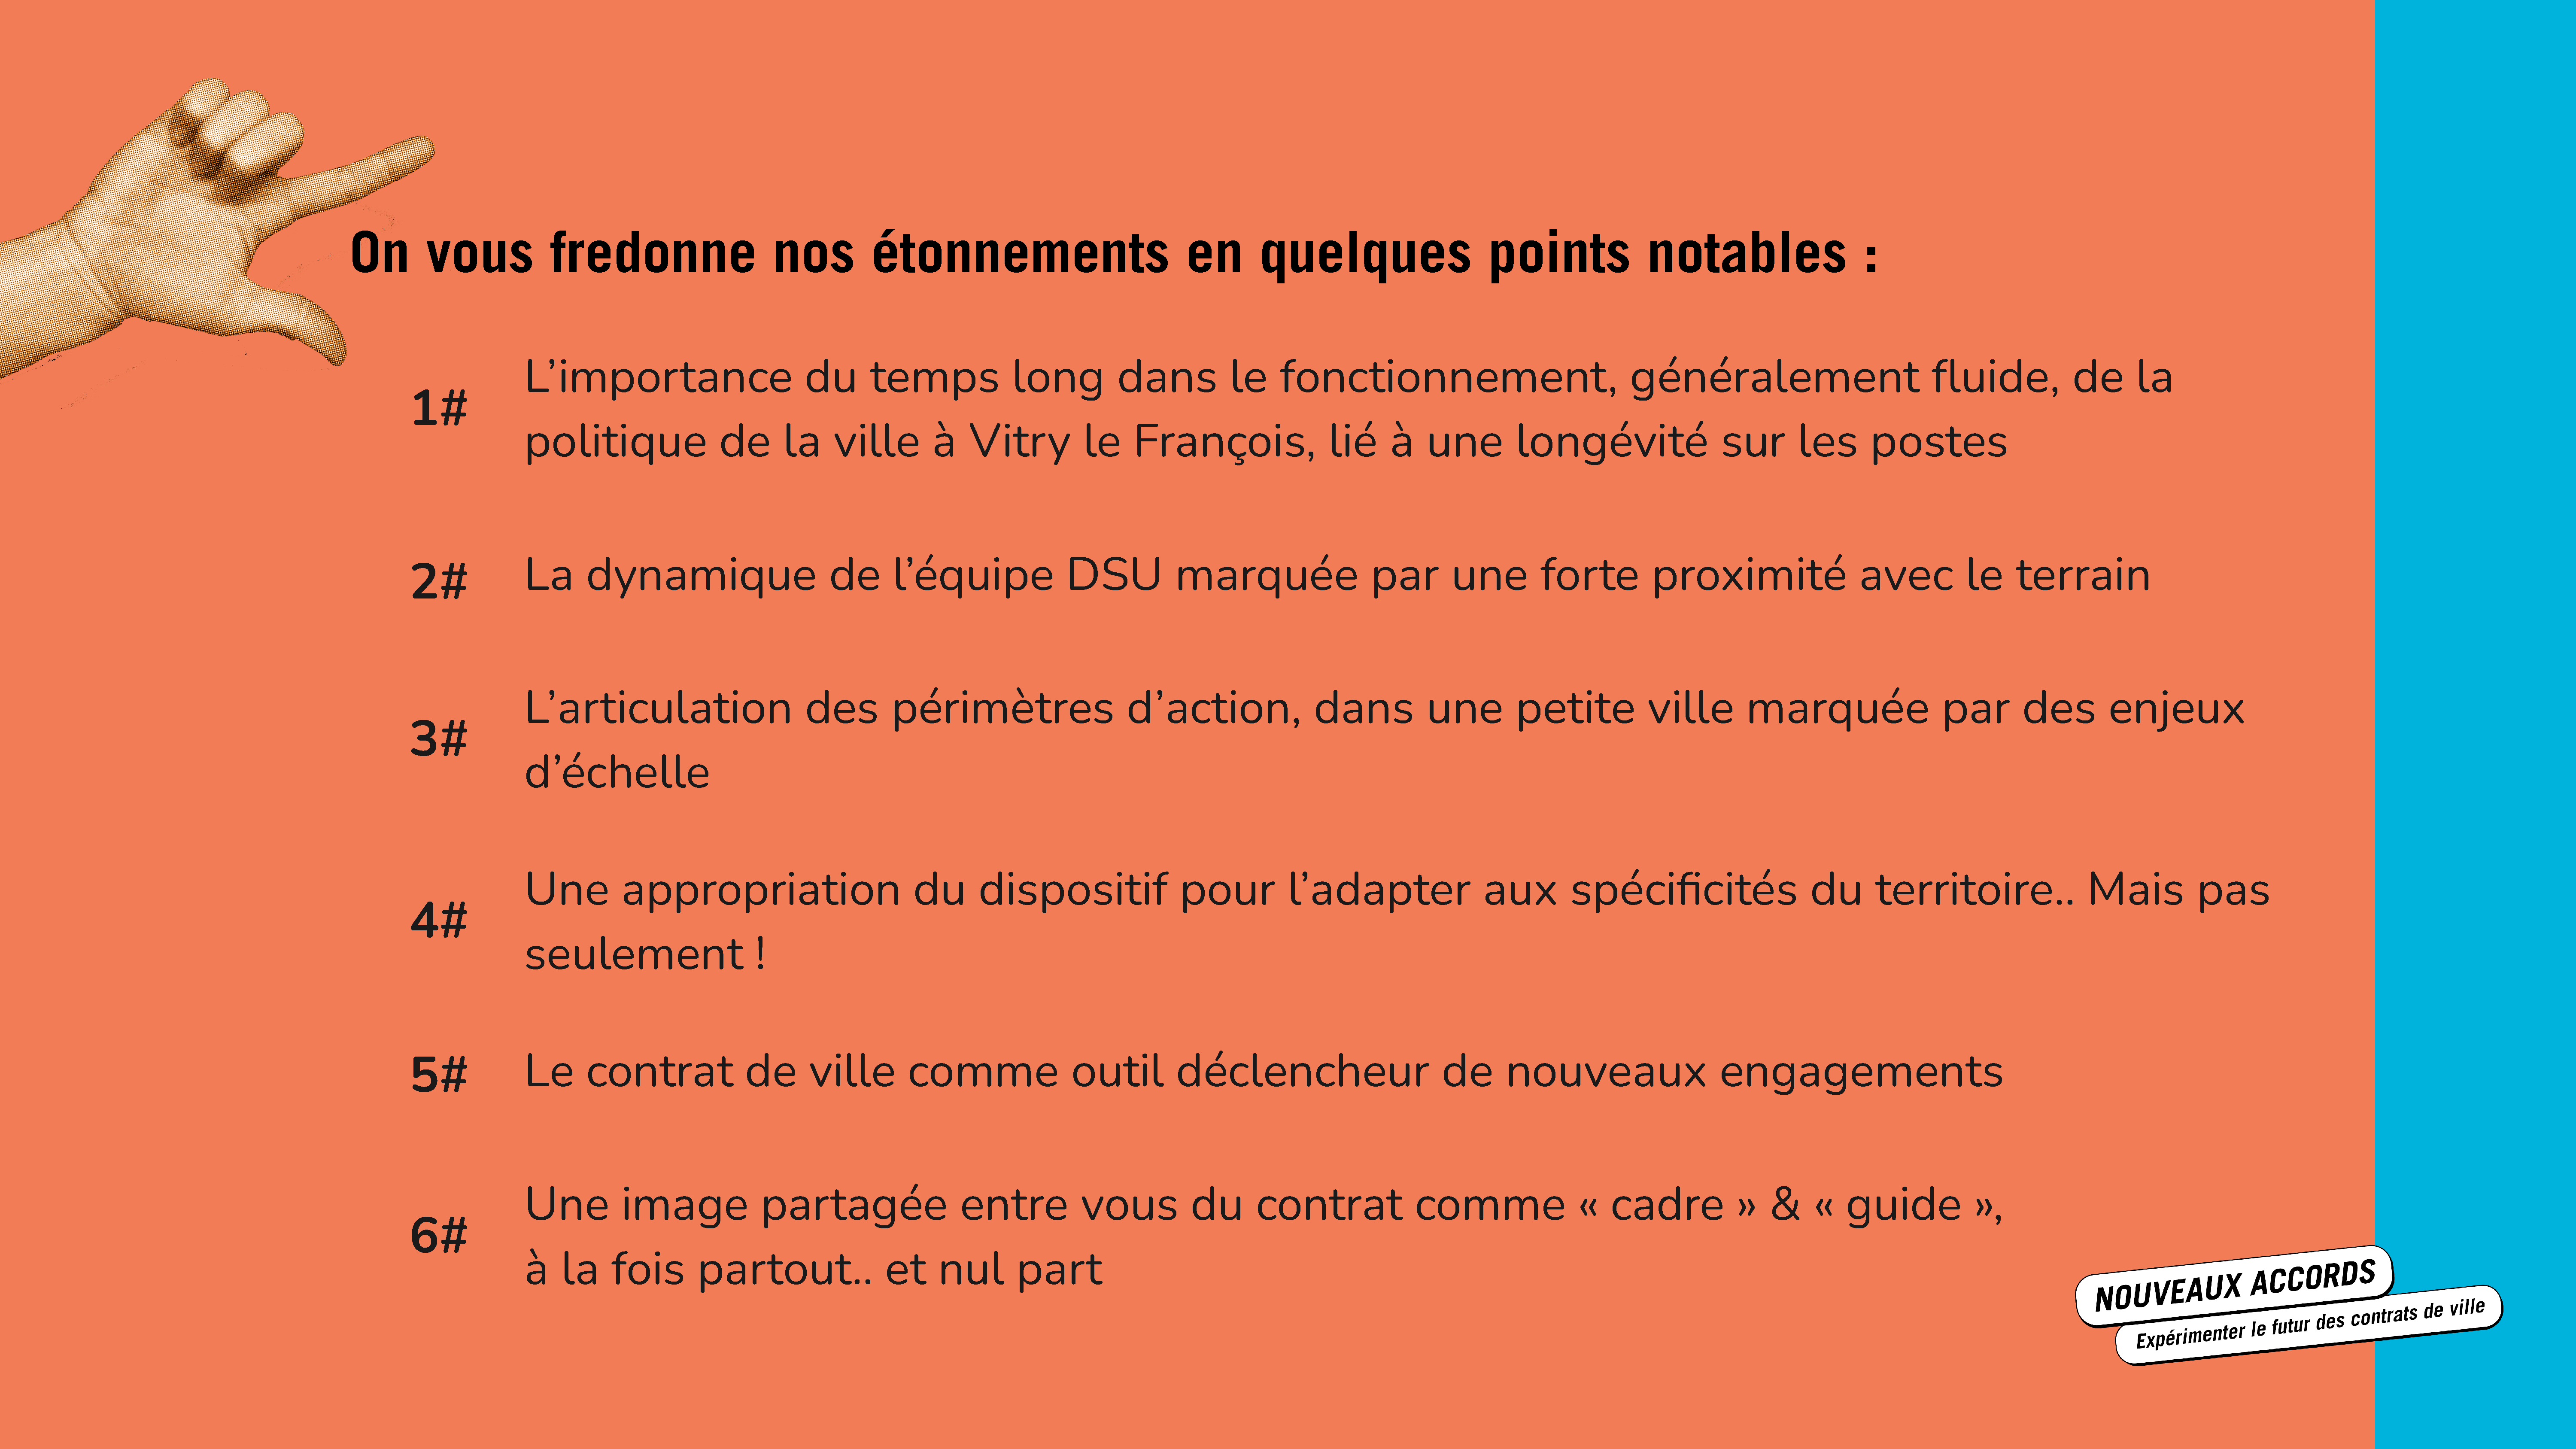 On vous fredonne nos étonnements en quelques points notables :
1#
L’importance du temps long dans le fonctionnement, généralement fluide, de la
politique de la ville à Vitry le François, lié à une longévité sur les postes
2#
La dynamique de l’équipe DSU marquée par une forte proximité avec le terrain
3#
L’articulation des périmètres d’action, dans une petite ville marquée par des enjeux
d’échelle
4#
Une appropriation du dispositif pour l’adapter aux spécificités du territoire.. Mais pas
seulement !
5#
Le contrat de ville comme outil déclencheur de nouveaux engagements
6#
Une image partagée entre vous du contrat comme « cadre » & « guide »,
à la fois partout.. et nul part
NOUVEAUX ACCORDS
Expérimenter le futur des contrats de ville